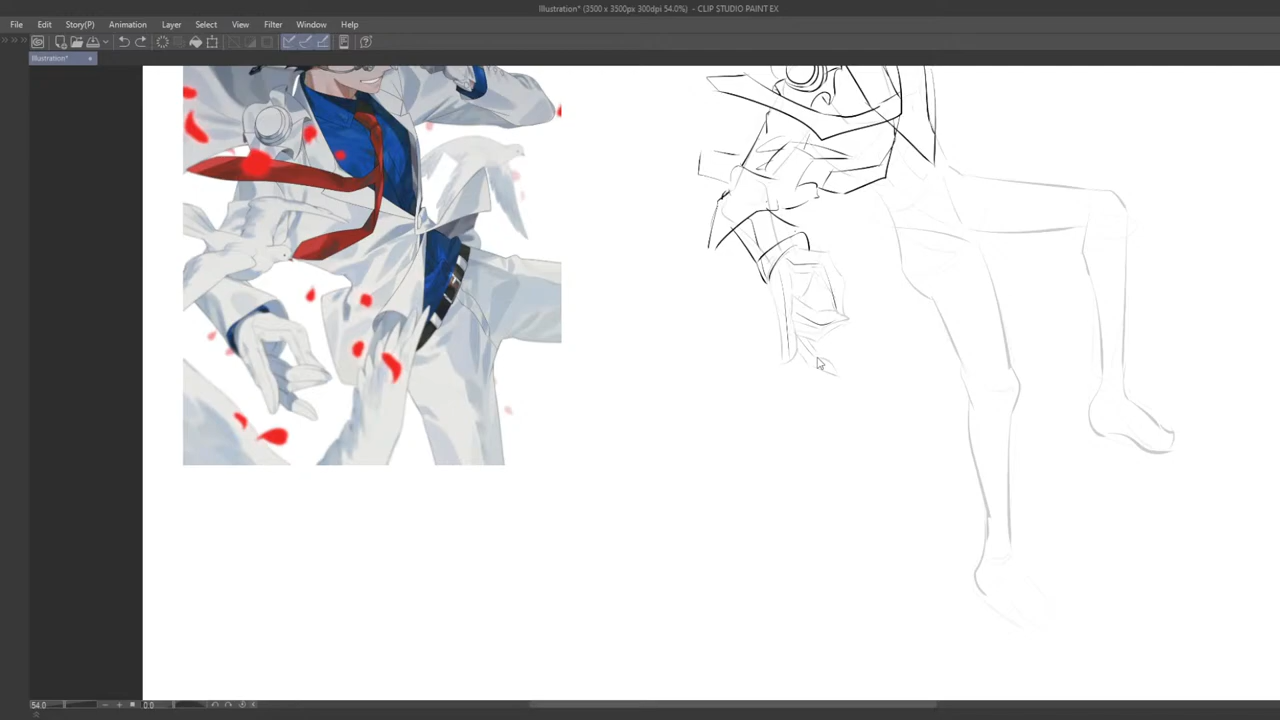 Illustration* (3500 x 3500px 300dpi 54.0%) - CLIP STUDIO PAINT EX
File Edit Story(P) Animation Layer Select View Filter Window Help
Illustration*
54.0 0.0